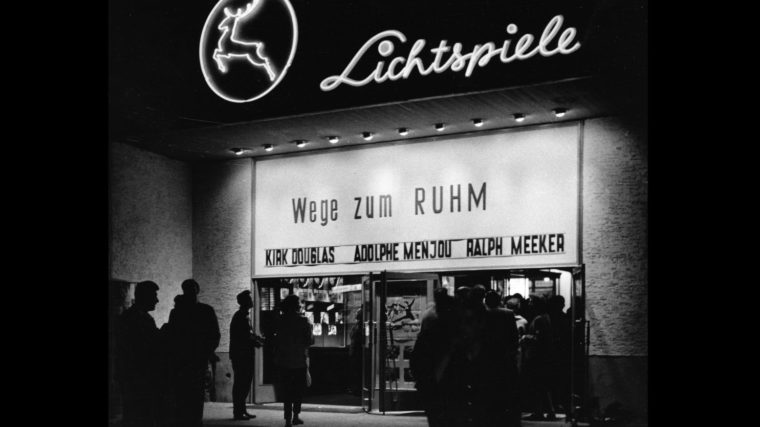 Lichtspiele
Wege zum RUHM
KIRK DOUGLAS ADOLPHE MENJOU RALPH MEEKER